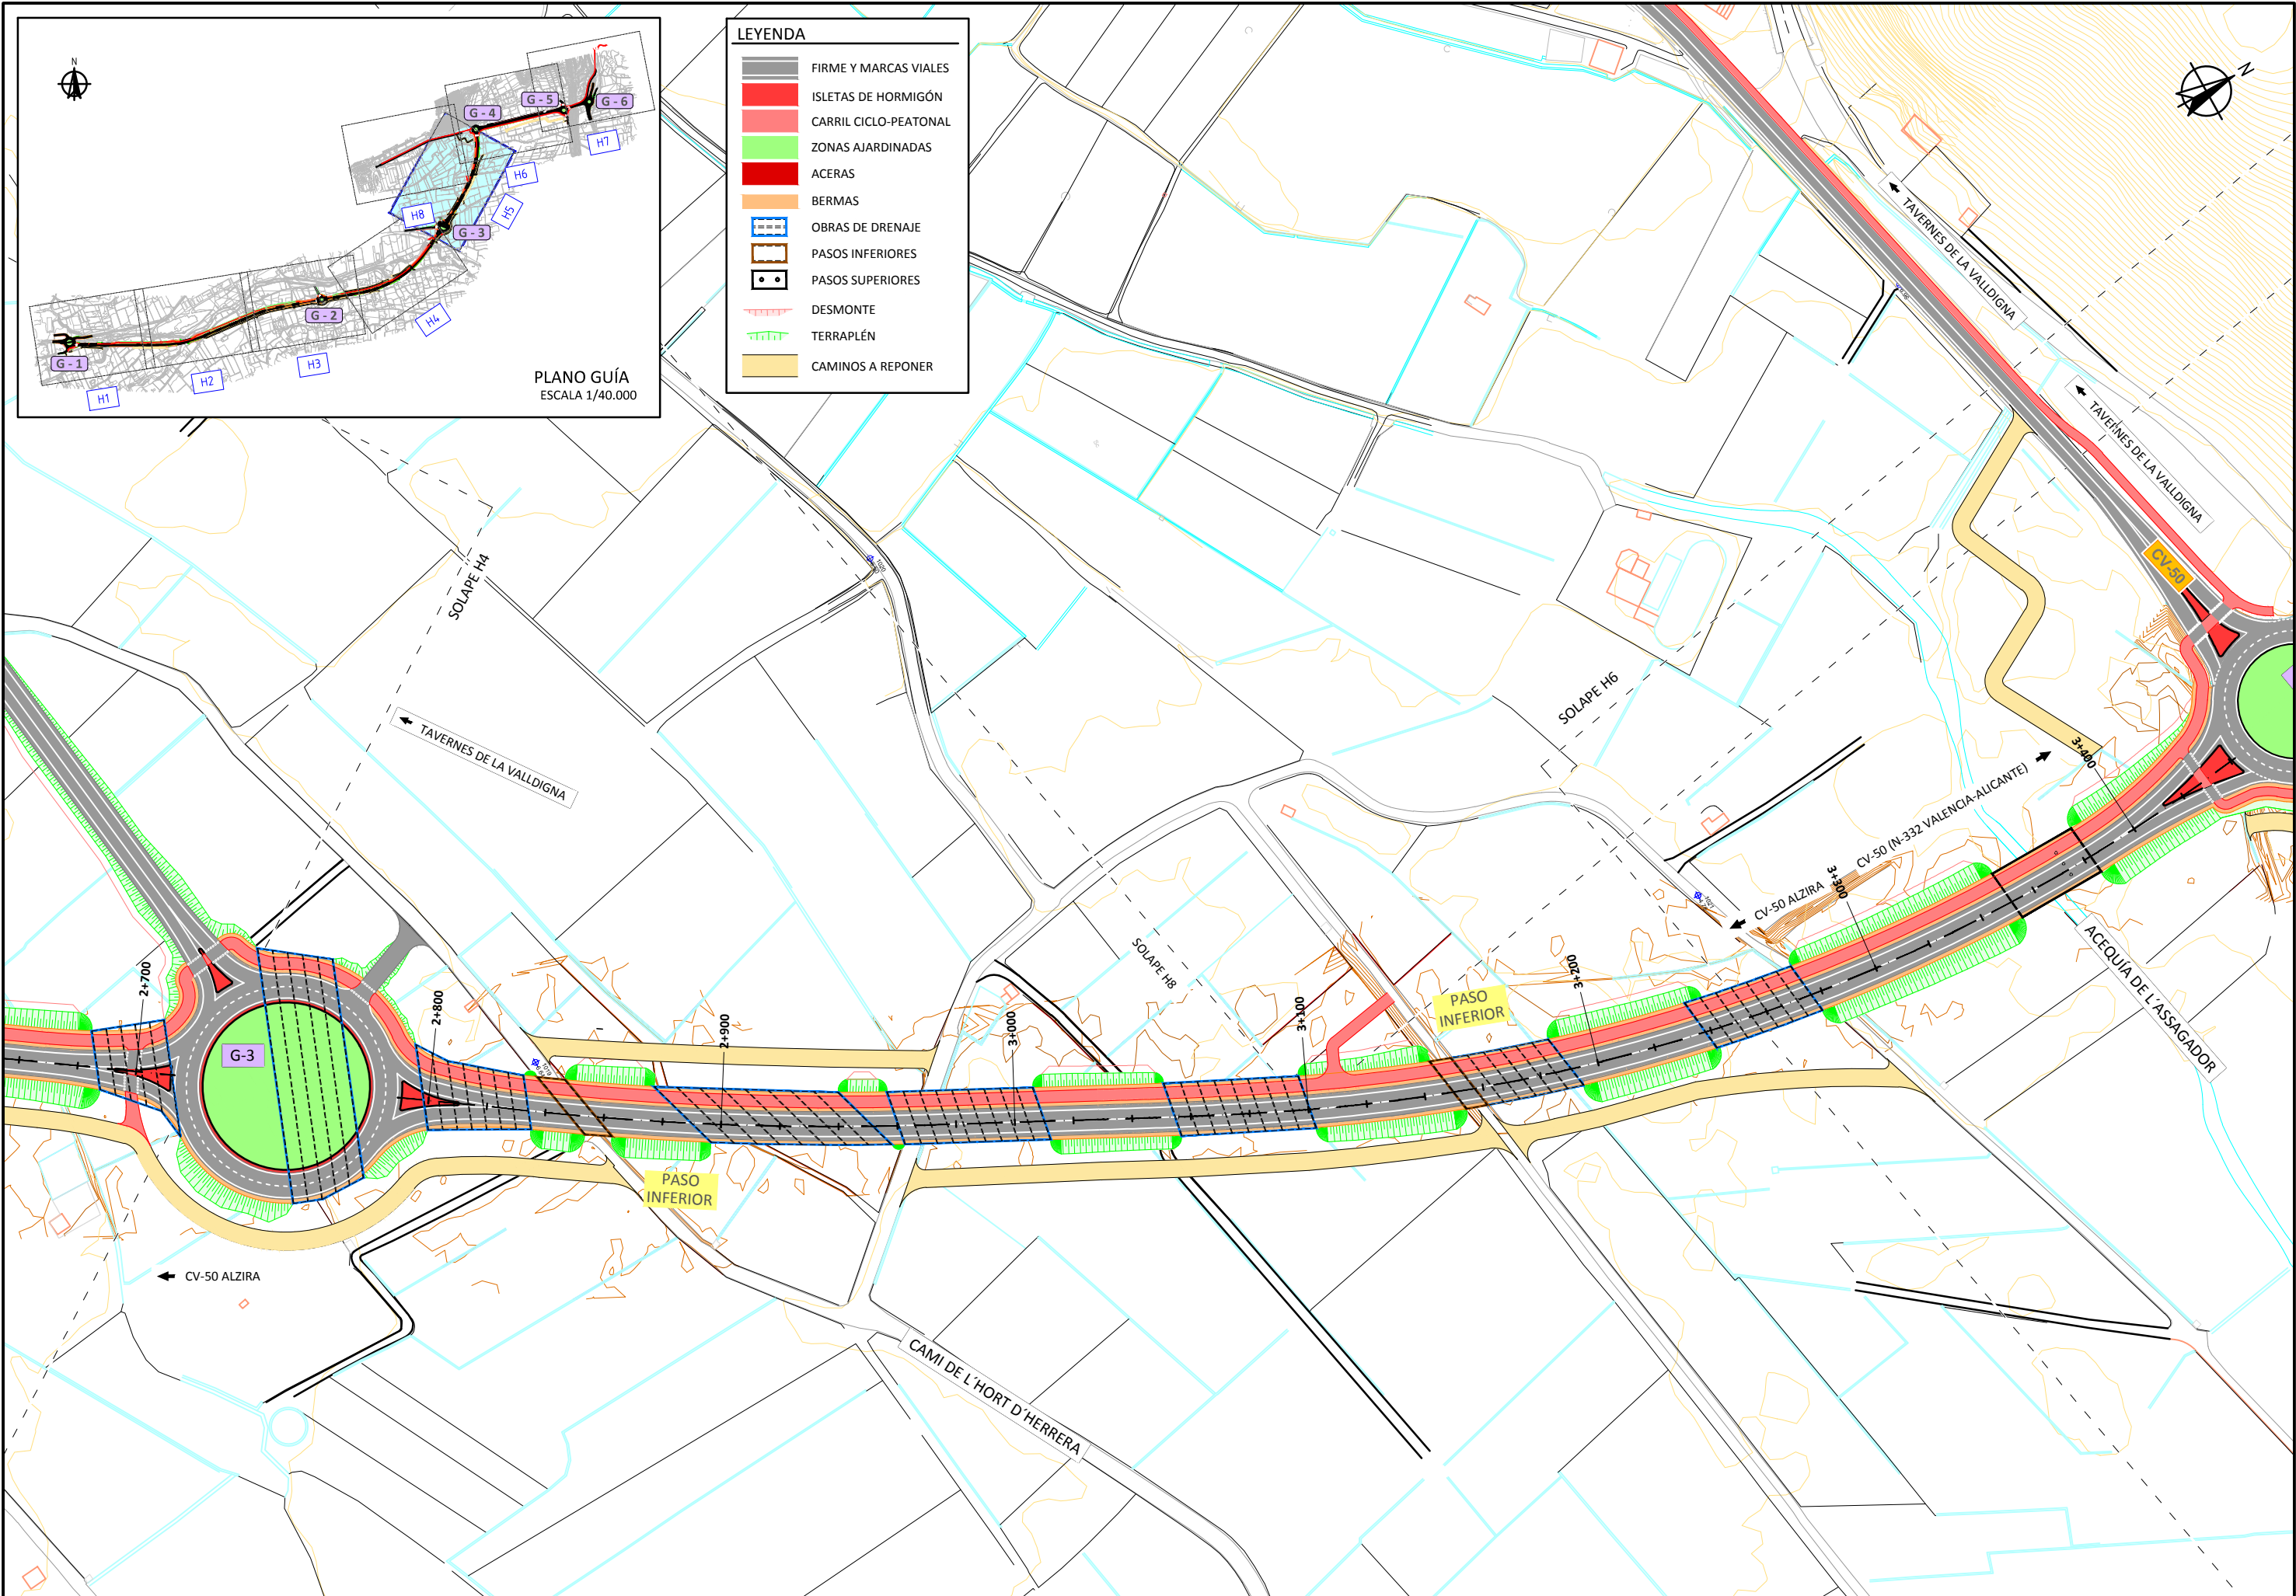 N
G - 1
G - 2
G - 3
G - 4
G - 5
G - 6
H1
H2
H3
H4
H5
H6
H7
H8
PLANO GUÍA
ESCALA 1/40.000
LEYENDA
FIRME Y MARCAS VIALES
ISLETAS DE HORMIGÓN
CARRIL CICLO-PEATONAL
ZONAS AJARDINADAS
ACERAS
BERMAS
OBRAS DE DRENAJE
PASOS INFERIORES
PASOS SUPERIORES
DESMONTE
TERRAPLÉN
CAMINOS A REPONER
N
TAVERNES DE LA VALLDIGNA
TAVERNES DE LA VALLDIGNA
CV-50
SOLAPE H4
TAVERNES DE LA VALLDIGNA
SOLAPE H6
SOLAPE H8
CV-50 (N-332 VALENCIA-ALICANTE)
CV-50 ALZIRA
ACEQUÍA DE L´ASSAGADOR
2+700
2+800
2+900
3+000
3+100
3+200
3+300
3+400
G-3
PASO
INFERIOR
PASO
INFERIOR
CV-50 ALZIRA
CAMI DE L´HORT D´HERRERA